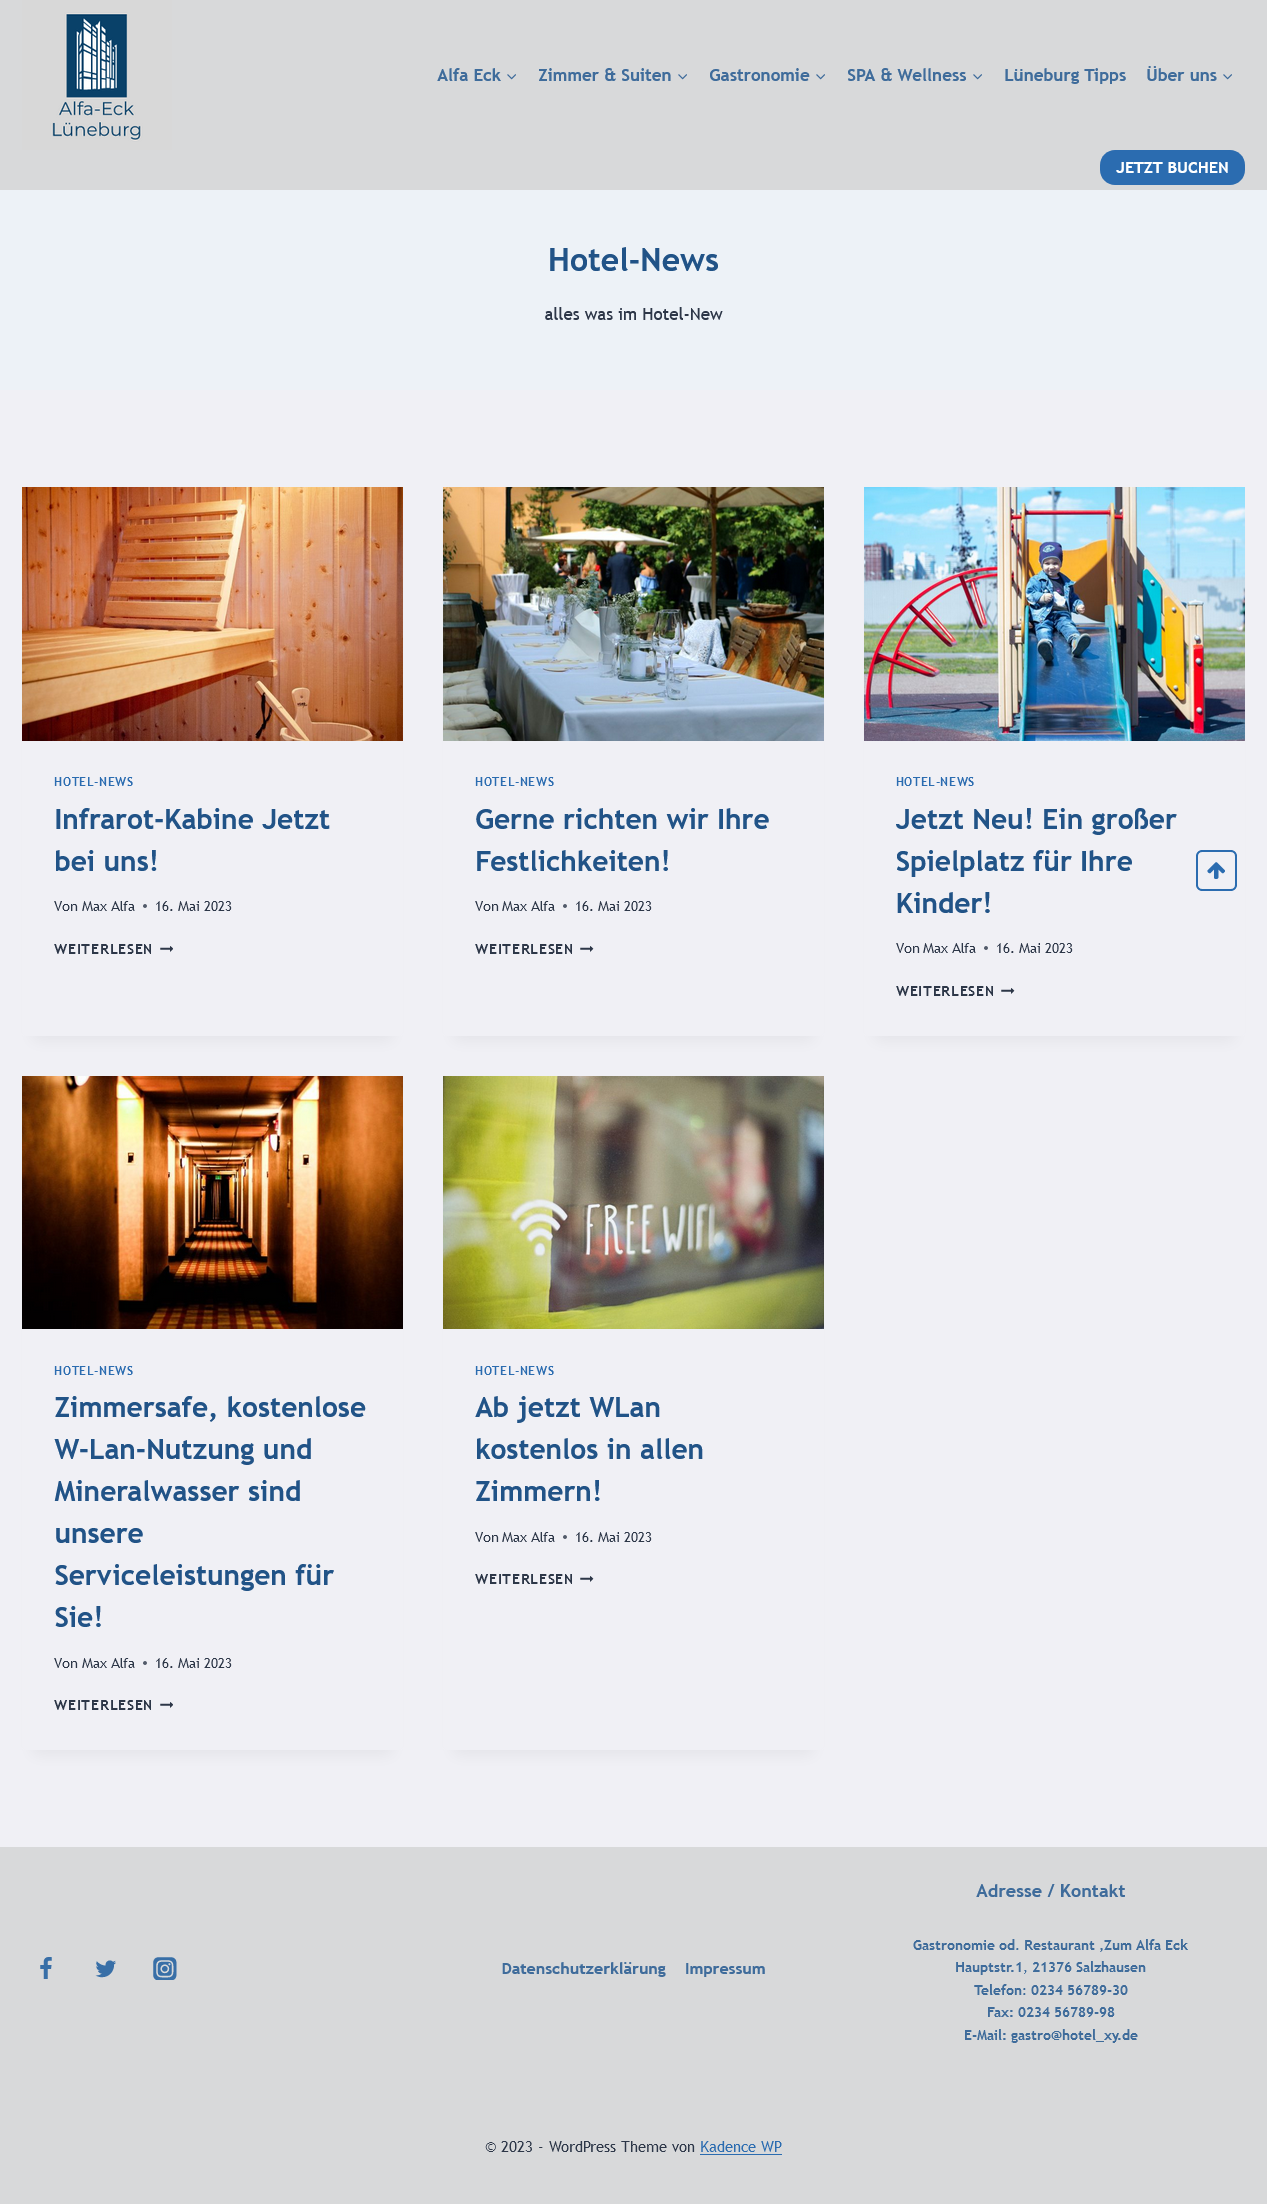 Alfa-Eck
Lüneburg
Alfa Eck Zimmer & Suiten Gastronomie SPA & Wellness Lüneburg Tipps Über uns
JETZT BUCHEN
Hotel-News
alles was im Hotel-New
HOTEL-NEWS
Infrarot-Kabine Jetzt
bei uns!
Von Max Alfa • 16. Mai 2023
WEITERLESEN
HOTEL-NEWS
Gerne richten wir Ihre
Festlichkeiten!
Von Max Alfa • 16. Mai 2023
WEITERLESEN
HOTEL-NEWS
Jetzt Neu! Ein großer
Spielplatz für Ihre
Kinder!
Von Max Alfa • 16. Mai 2023
WEITERLESEN
HOTEL-NEWS
Zimmersafe, kostenlose
W-Lan-Nutzung und
Mineralwasser sind
unsere
Serviceleistungen für
Sie!
Von Max Alfa • 16. Mai 2023
WEITERLESEN
FREE WIFI
HOTEL-NEWS
Ab jetzt WLan
kostenlos in allen
Zimmern!
Von Max Alfa • 16. Mai 2023
WEITERLESEN
Datenschutzerklärung Impressum
Adresse / Kontakt
Gastronomie od. Restaurant ‚Zum Alfa Eck
Hauptstr.1, 21376 Salzhausen
Telefon: 0234 56789-30
Fax: 0234 56789-98
E-Mail: gastro@hotel_xy.de
© 2023 - WordPress Theme von Kadence WP